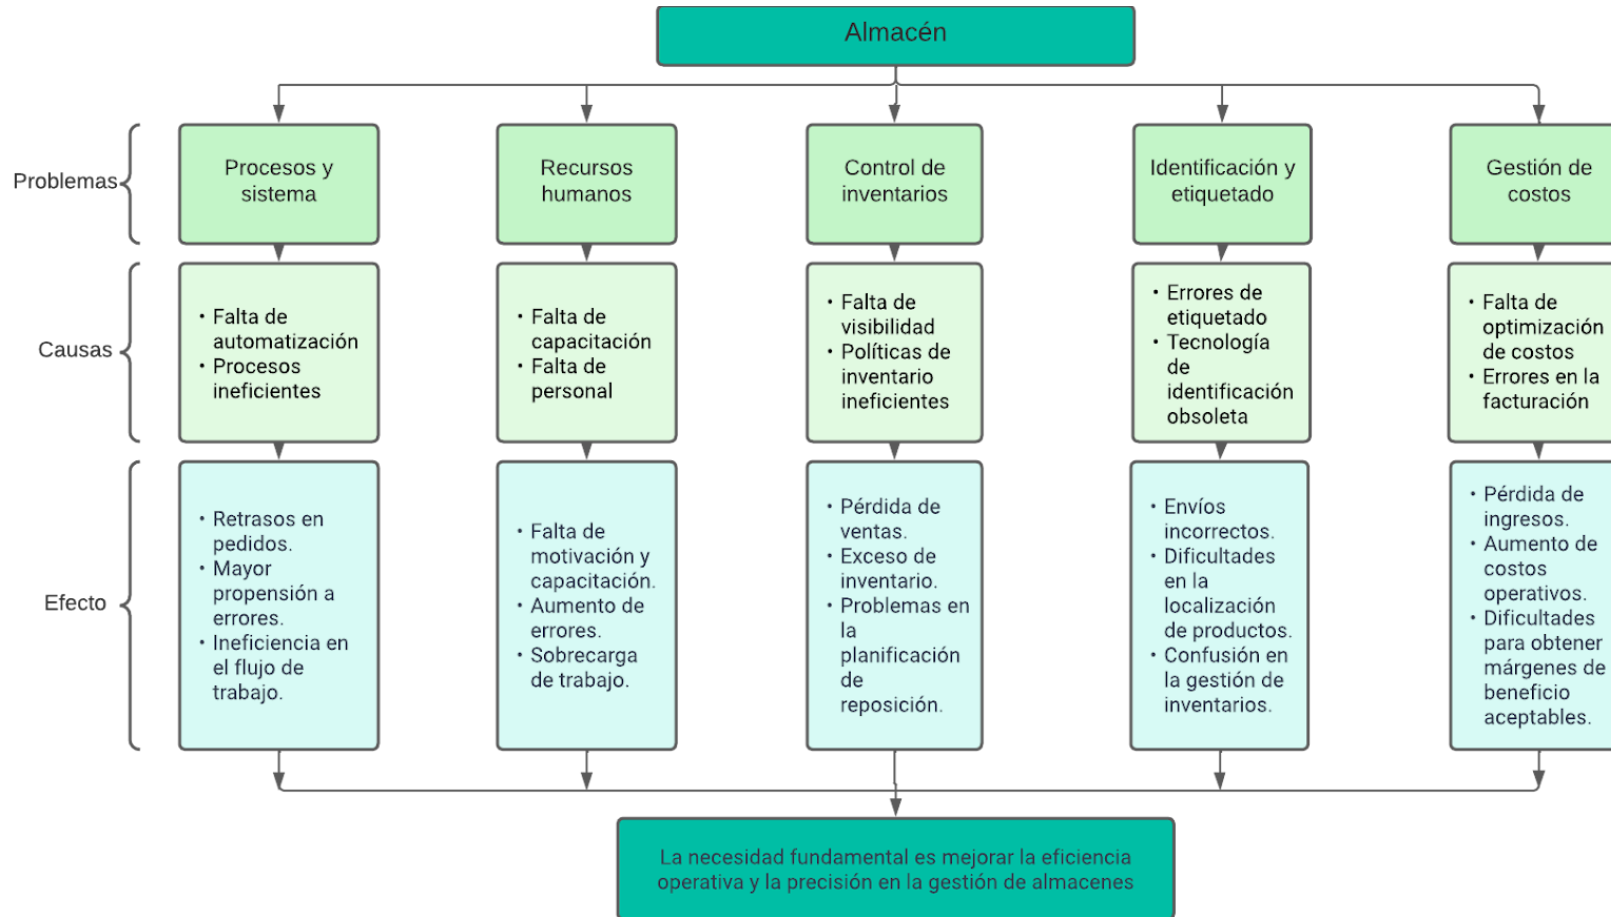 Almacén
Problemas
Procesos y
sistema
Recursos
humanos
Control de
inventarios
Identificación y
etiquetado
Gestión de
costos
Causas
• Falta de
automatización
• Procesos
ineficientes
• Falta de
capacitación
• Falta de
personal
• Falta de
visibilidad
• Políticas de
inventario
ineficientes
• Errores de
etiquetado
• Tecnología
de
identificación
obsoleta
• Falta de
optimización
de costos
• Errores en la
facturación
Efecto
• Retrasos en
pedidos.
• Mayor
propensión a
errores.
• Ineficiencia en
el flujo de
trabajo.
• Falta de
motivación y
capacitación.
• Aumento de
errores.
• Sobrecarga
de trabajo.
• Pérdida de
ventas.
• Exceso de
inventario.
• Problemas en
la
planificación
de
reposición.
• Envíos
incorrectos.
• Dificultades
en la
localización
de productos.
• Confusión en
la gestión de
inventarios.
• Pérdida de
ingresos.
• Aumento de
costos
operativos.
• Dificultades
para obtener
márgenes de
beneficio
aceptables.
La necesidad fundamental es mejorar la eficiencia
operativa y la precisión en la gestión de almacenes